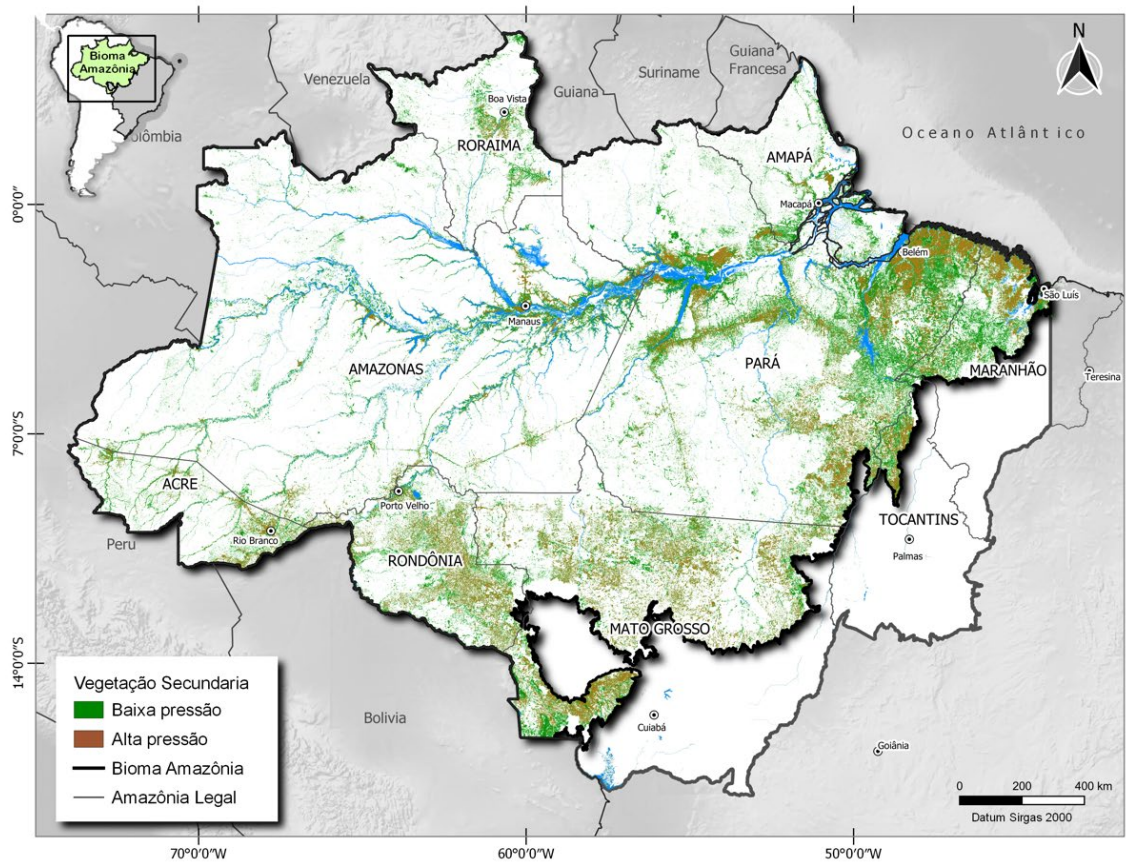 Bioma
Amazônia
olômbia
Venezuela
Guiana
Suriname
Guiana
Francesa
N
Oceano Atlântico
Boa Vista
RORAIMA
AMAPÁ
Macapá
Belém
São Luís
Manaus
AMAZONAS
PARÁ
MARANHÃO
Teresina
ACRE
Porto Velho
Rio Branco
Peru
RONDÔNIA
TOCANTINS
Palmas
MATO GROSSO
Bolivia
Cuiabá
Goiânia
0°0'0"
7°0'0"S
14°0'0"S
Vegetação Secundaria
Baixa pressão
Alta pressão
Bioma Amazônia
Amazônia Legal
0 200 400 km
Datum Sirgas 2000
70°0'0"W 60°0'0"W 50°0'0"W